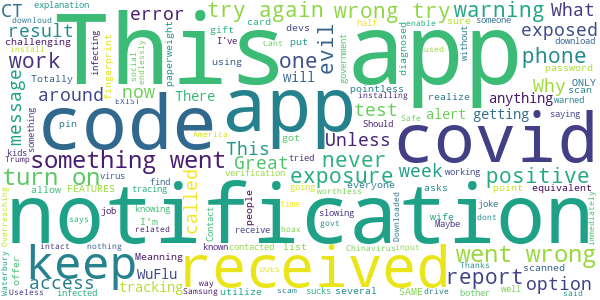 CT download explanation
error card devs try again wrong try warning What
result gift put half enable sure someone
challenging I've This app one evil diagnosed used without exposed
install infecting fingerprint using paperweight government download password
work social endlessly Will phone
Totally realize ONLY scan
around now There code app pointless test Why anything warned
message kids EXIST Cant installing covid
something pin This Unless alert getting saying
Trump something went Great got tried never Should Safe
America exposure week positive
turn on verification everyone asks point equivalent
virus find going worthless
allow FEATURES tracing notification called TIME wife working immediately
says job knowing I'm Downloaded joke dont
Overreaching Contact people receive hoax slowing govt Maybe
related known contacted list Chinavirus input went wrong
Waterbury intact nothing keep Meanning received Thanks scanned
offer access WuFlu way DOES report option
tracking Samsung scam sucks several SAME drive bother well
Useless infected utilize both